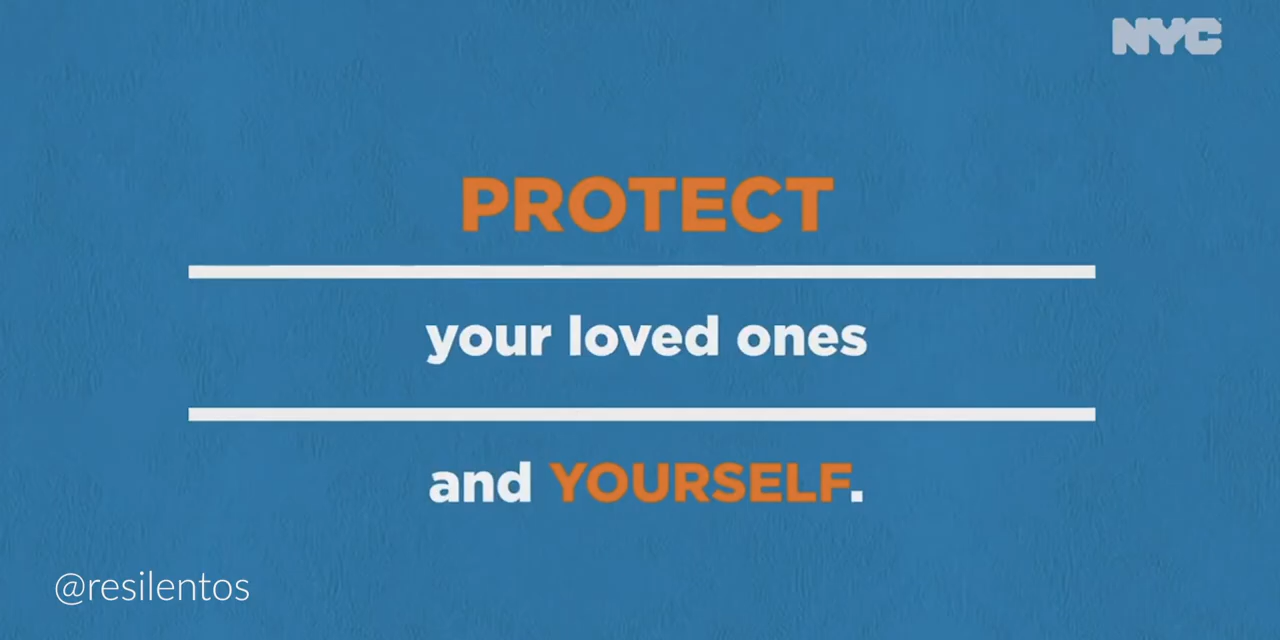 NYC
PROTECT
your loved ones
and YOURSELF.
@resilentos